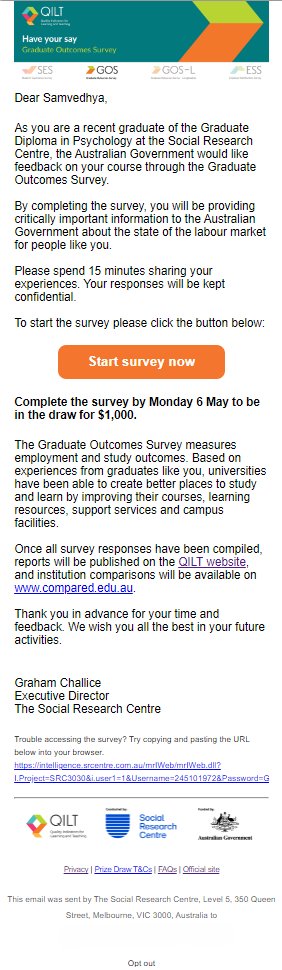 QILT
Quality Indicators for
Learning and Teaching
Have your say
Graduate Outcomes Survey
SES
GOS
Graduate Outcomes Survey
GOS-L
ESS
Dear Samvedhya,
As you are a recent graduate of the Graduate
Diploma in Psychology at the Social Research
Centre, the Australian Government would like
feedback on your course through the Graduate
Outcomes Survey.
By completing the survey, you will be providing
critically important information to the Australian
Government about the state of the labour market
for people like you.
Please spend 15 minutes sharing your
experiences. Your responses will be kept
confidential.
To start the survey please click the button below:
Start survey now
Complete the survey by Monday 6 May to be
in the draw for $1,000.
The Graduate Outcomes Survey measures
employment and study outcomes. Based on
experiences from graduates like you, universities
have been able to create better places to study
and learn by improving their courses, learning
resources, support services and campus
facilities.
Once all survey responses have been compiled,
reports will be published on the QILT website,
and institution comparisons will be available on
www.compared.edu.au.
Thank you in advance for your time and
feedback. We wish you all the best in your future
activities.
Graham Challice
Executive Director
The Social Research Centre
Trouble accessing the survey? Try copying and pasting the URL
below into your browser.
https://intelligence.srcentre.com.au/mrIWeb/mrIWeb.dll?
I.Project=SRC3030&i.user1=1&Username=245101972&Password=G
QILT
Quality Indicators for
Learning and Teaching
Conducted by:
Social
Research
Centre
Funded by:
Australian Government
Privacy | Prize Draw T&Cs | FAQs | Official site
This email was sent by The Social Research Centre, Level 5, 350 Queen
Street, Melbourne, VIC 3000, Australia to
Opt out